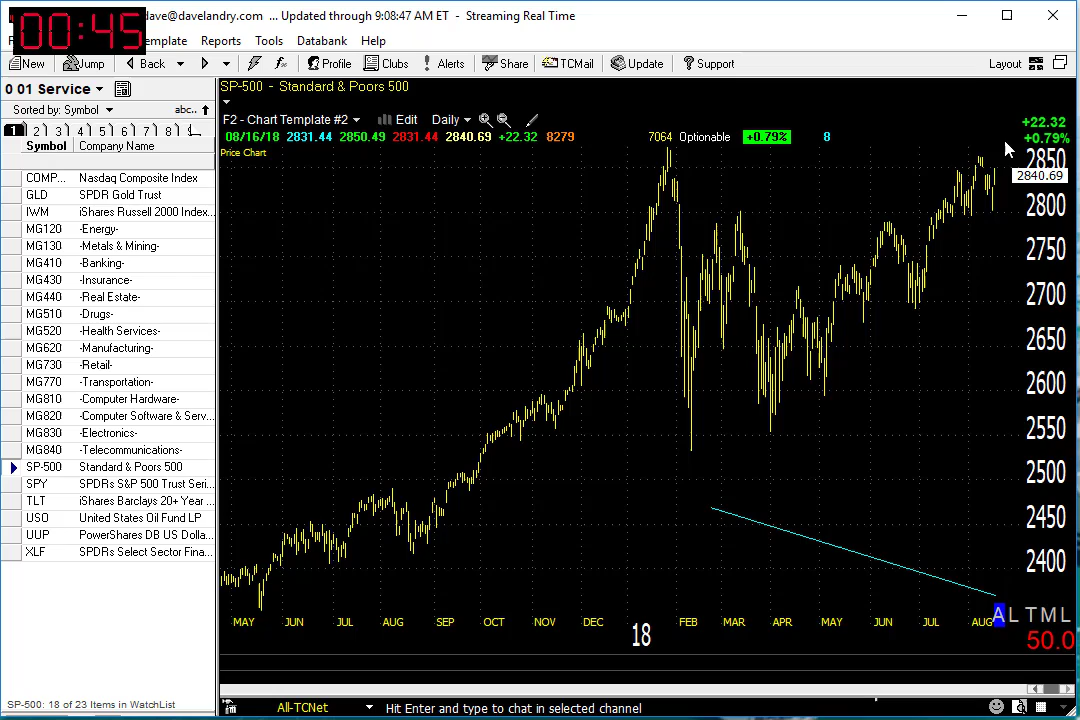 dave@davelandry.com ... Updated through 9:08:47 AM ET - Streaming Real Time
00:45
Template Reports Tools Databank Help
New Jump Back Profile Clubs Alerts Share TCMail Update Support Layout
0 01 Service
Sorted by: Symbol abc..
1 2 3 4 5 6 7 8
Symbol Company Name
COMP... Nasdaq Composite Index
GLD SPDR Gold Trust
IWM iShares Russell 2000 Index...
MG120 -Energy-
MG130 -Metals & Mining-
MG410 -Banking-
MG430 -Insurance-
MG440 -Real Estate-
MG510 -Drugs-
MG520 -Health Services-
MG620 -Manufacturing-
MG730 -Retail-
MG770 -Transportation-
MG810 -Computer Hardware-
MG820 -Computer Software & Serv...
MG830 -Electronics-
MG840 -Telecommunications-
SP-500 Standard & Poors 500
SPY SPDRs S&P 500 Trust Seri...
TLT iShares Barclays 20+ Year ...
USO United States Oil Fund LP
UUP PowerShares DB US Dolla...
XLF SPDRs Select Sector Fina...
SP-500: 18 of 23 Items in WatchList
SP-500 - Standard & Poors 500
F2 - Chart Template #2 Edit Daily
08/16/18 2831.44 2850.49 2831.44 2840.69 +22.32 8279 7064 Optionable +0.79% 8
Price Chart
+22.32
+0.79%
2850
2840.69
2800
2750
2700
2650
2600
2550
2500
2450
2400
MAY JUN JUL AUG SEP OCT NOV DEC 18 FEB MAR APR MAY JUN JUL AUG
A L T M L
50.0
All-TCNet Hit Enter and type to chat in selected channel